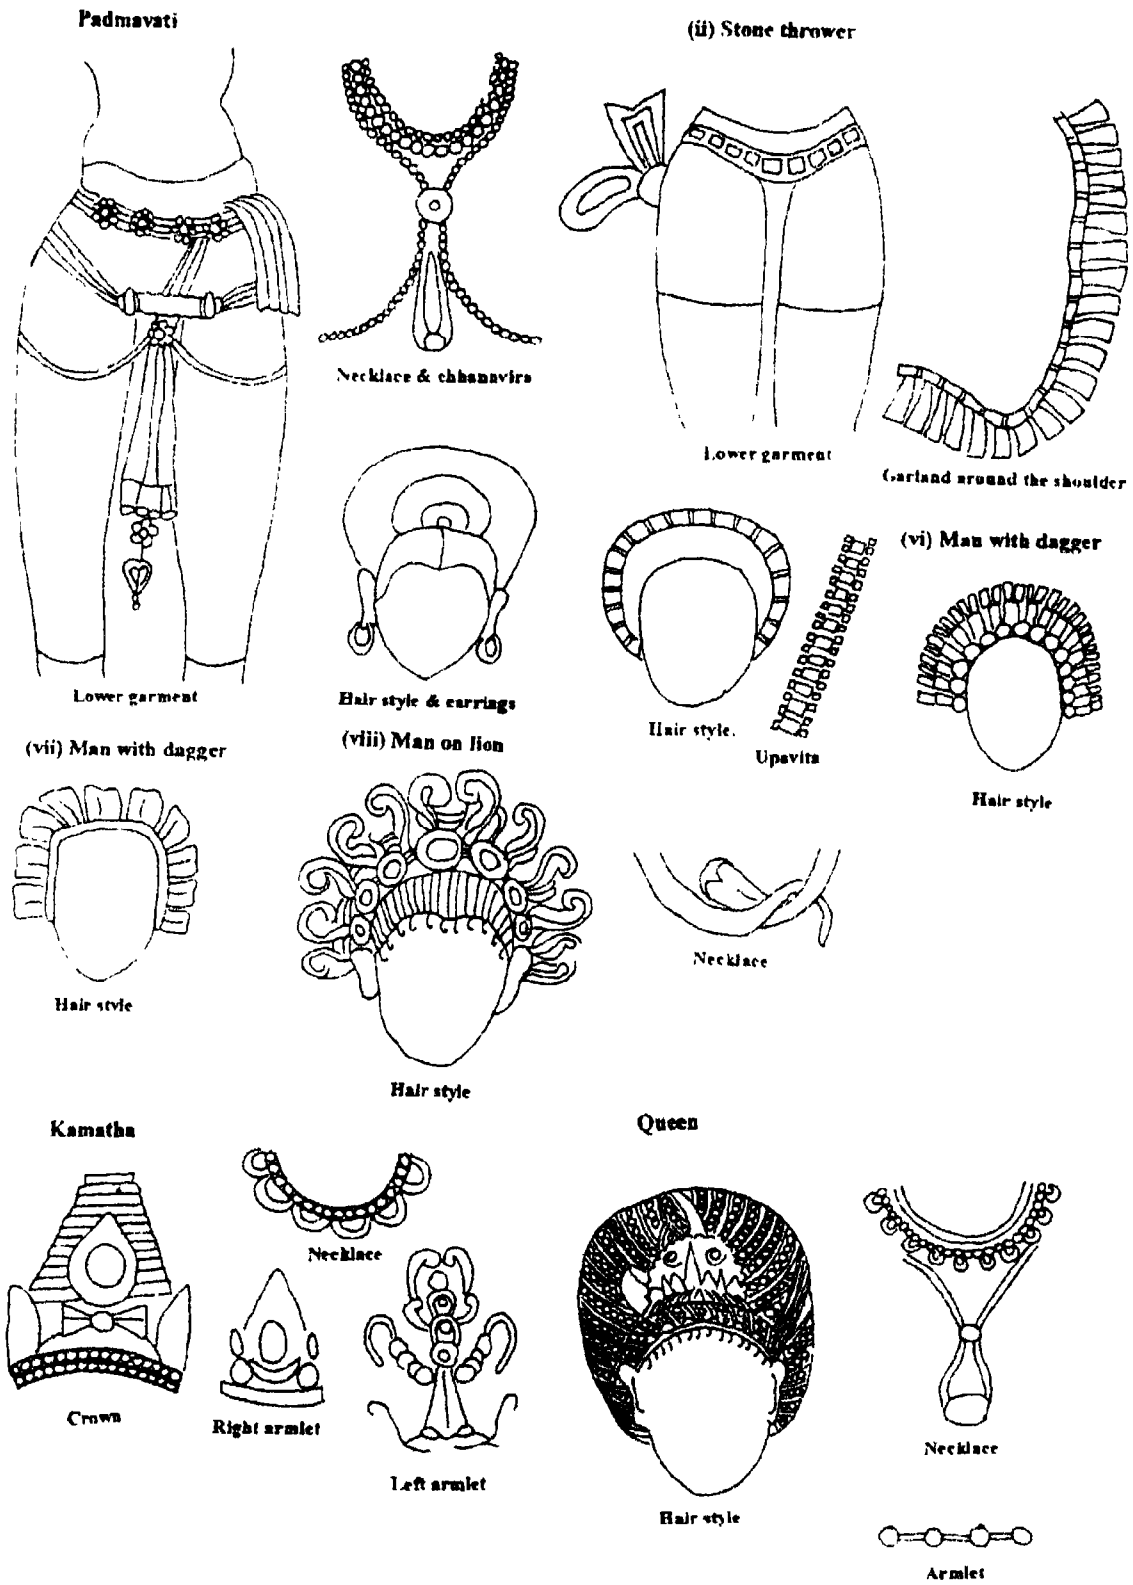 Padmavati
(ii) Stone thrower
Necklace & chhanavira
Lower garment
Garland around the shoulder
(vi) Man with dagger
Lower garment
Hair style & earrings
Hair style.
Upavita
Hair style
(vii) Man with dagger
(viii) Man on lion
Necklace
Hair style
Hair style
Kamatha
Queen
Necklace
Crown
Right armlet
Left armlet
Necklace
Hair style
Armlet